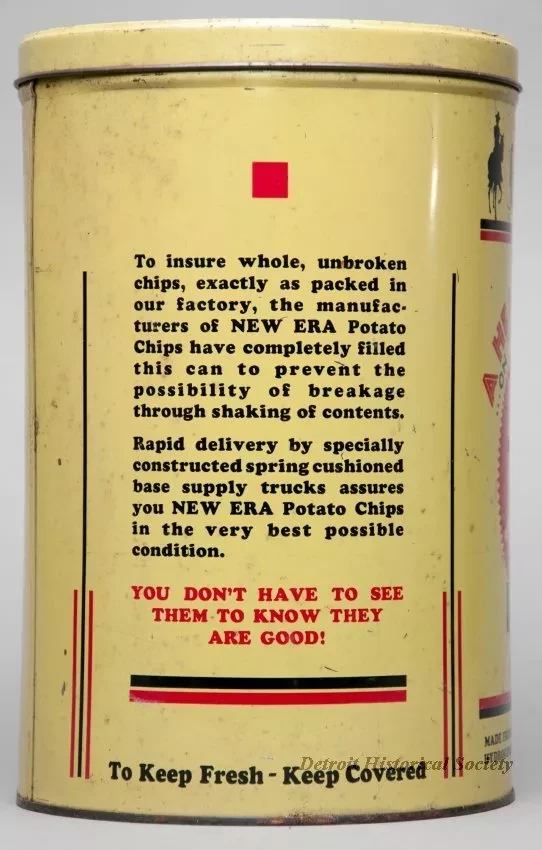 To insure whole, unbroken
chips, exactly as packed in
our factory, the manufac-
turers of NEW ERA Potato
Chips have completely filled
this can to prevent the
possibility of breakage
through shaking of contents.
Rapid delivery by specially
constructed spring cushioned
base supply trucks assures
you NEW ERA Potato Chips
in the very best possible
condition.
YOU DON'T HAVE TO SEE
THEM TO KNOW THEY
ARE GOOD!
To Keep Fresh - Keep Covered
Detroit Historical Society
MADE